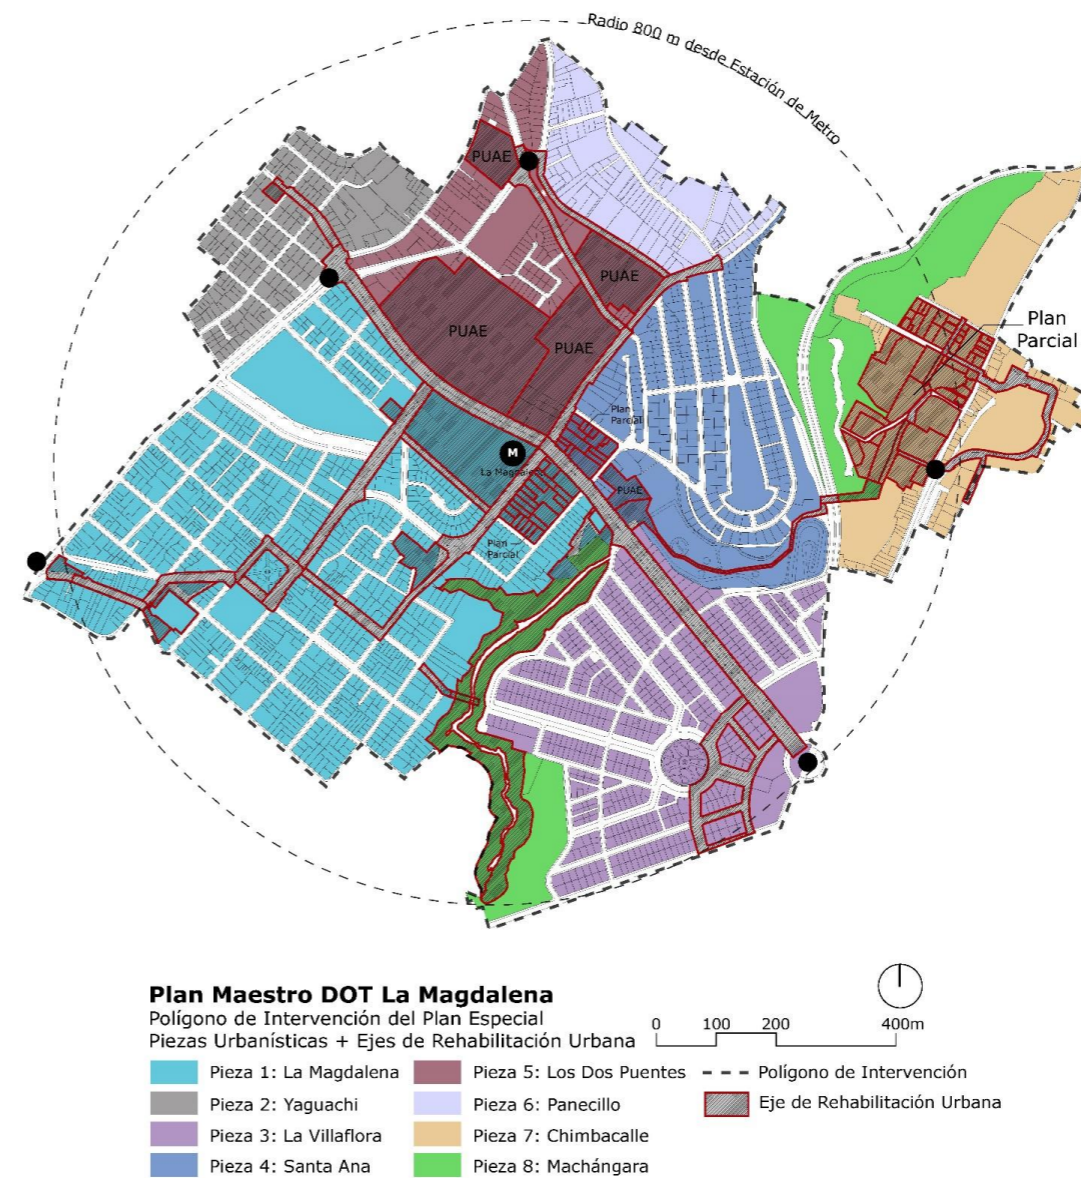 Radio 800 m desde Estación de Metro
PUAE
PUAE
PUAE
PUAE
Plan
Parcial
Plan
Parcial
M
La Magdalena
PUAE
Plan
Parcial
Plan Maestro DOT La Magdalena
Polígono de Intervención del Plan Especial
Piezas Urbanísticas + Ejes de Rehabilitación Urbana
0 100 200 400m
Pieza 1: La Magdalena
Pieza 2: Yaguachi
Pieza 3: La Villaflora
Pieza 4: Santa Ana
Pieza 5: Los Dos Puentes
Pieza 6: Panecillo
Pieza 7: Chimbacalle
Pieza 8: Machángara
Polígono de Intervención
Eje de Rehabilitación Urbana